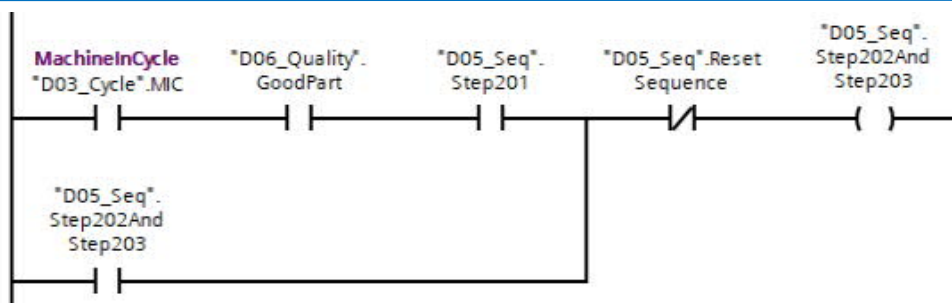 MachineInCycle
"D03_Cycle".MIC
"D06_Quality".
GoodPart
"D05_Seq".
Step201
"D05_Seq".Reset
Sequence
"D05_Seq".
Step202And
Step203
"D05_Seq".
Step202And
Step203